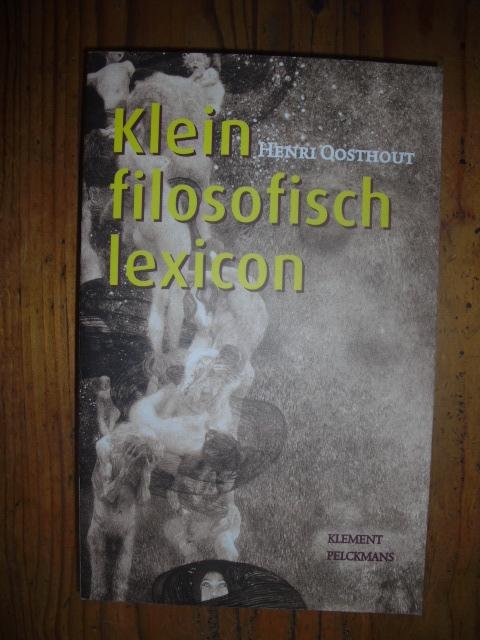 Klein
HENRI OOSTHOUT
filosofisch
lexicon
KLEMENT
PELCKMANS